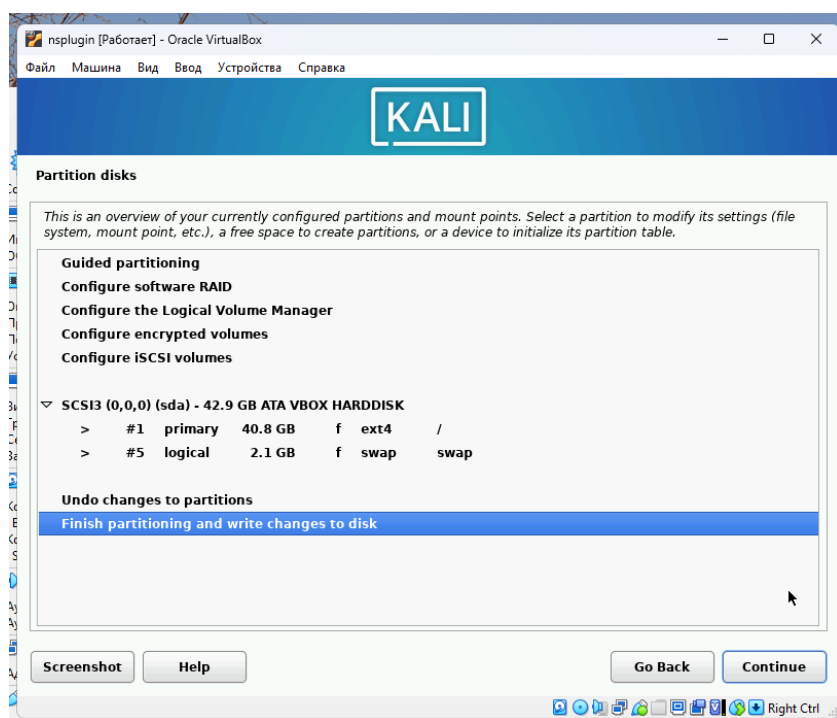 nsplugin [Работает] - Oracle VirtualBox
Файл Машина Вид Ввод Устройства Справка
KALI
Partition disks
This is an overview of your currently configured partitions and mount points. Select a partition to modify its settings (file
system, mount point, etc.), a free space to create partitions, or a device to initialize its partition table.
Guided partitioning
Configure software RAID
Configure the Logical Volume Manager
Configure encrypted volumes
Configure iSCSI volumes
SCSI3 (0,0,0) (sda) - 42.9 GB ATA VBOX HARDDISK
> #1 primary 40.8 GB f ext4 /
> #5 logical 2.1 GB f swap swap
Undo changes to partitions
Finish partitioning and write changes to disk
Screenshot Help Go Back Continue
Right Ctrl